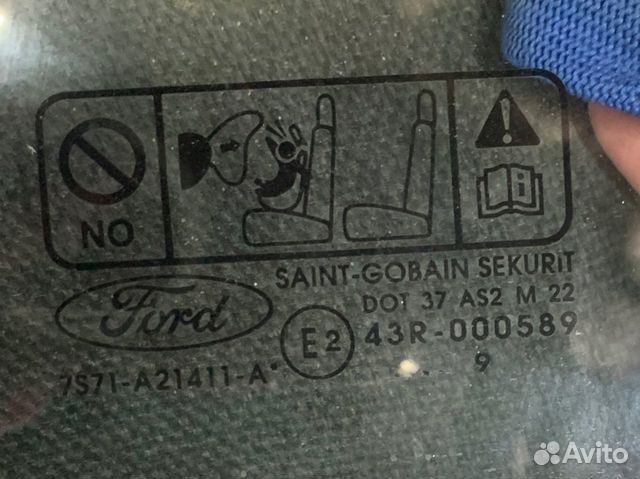 NO
SAINT-GOBAIN SEKURIT
DOT 37 AS2 M 22
Ford
E2
43R-000589
7S71-A21411-A
9
Avito